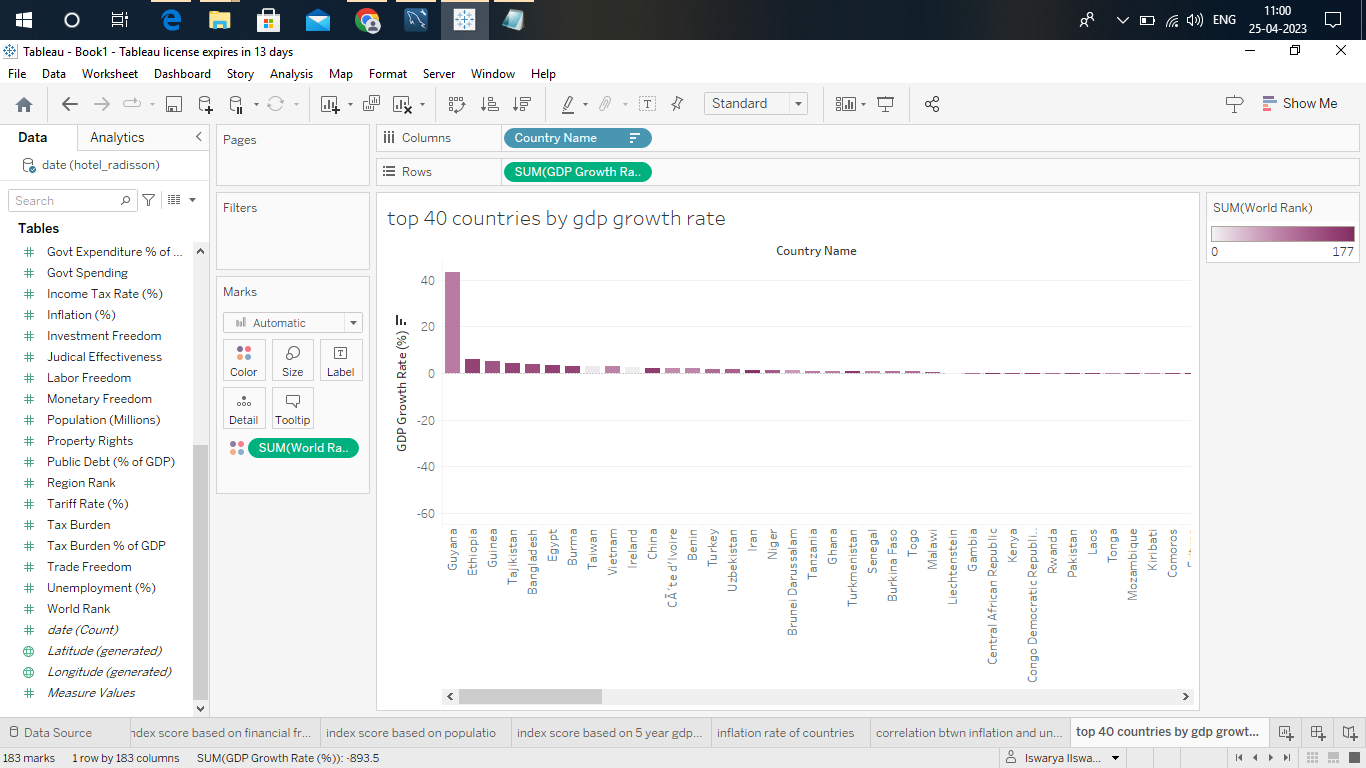 ENG
11:00
25-04-2023
Tableau - Book1 - Tableau license expires in 13 days
File Data Worksheet Dashboard Story Analysis Map Format Server Window Help
Standard
Show Me
Data Analytics
date (hotel_radisson)
Search
Tables
Govt Expenditure % of ...
Govt Spending
Income Tax Rate (%)
Inflation (%)
Investment Freedom
Judical Effectiveness
Labor Freedom
Monetary Freedom
Population (Millions)
Property Rights
Public Debt (% of GDP)
Region Rank
Tariff Rate (%)
Tax Burden
Tax Burden % of GDP
Trade Freedom
Unemployment (%)
World Rank
date (Count)
Latitude (generated)
Longitude (generated)
Measure Values
Pages
Filters
Marks
Automatic
Color
Size
Label
Detail
Tooltip
SUM(World Ra..
Columns
Country Name
Rows
SUM(GDP Growth Ra..
top 40 countries by gdp growth rate
Country Name
GDP Growth Rate (%)
40
20
0
-20
-40
-60
Guyana
Ethiopia
Guinea
Tajikistan
Bangladesh
Egypt
Burma
Taiwan
Vietnam
Ireland
China
CÃ´te d'Ivoire
Benin
Turkey
Uzbekistan
Iran
Niger
Brunei Darussalam
Tanzania
Ghana
Turkmenistan
Senegal
Burkina Faso
Togo
Malawi
Liechtenstein
Gambia
Central African Republic
Kenya
Congo Democratic Republi..
Rwanda
Pakistan
Laos
Tonga
Mozambique
Kiribati
Comoros
SUM(World Rank)
0 177
Data Source
ndex score based on financial fr...
index score based on populatio
index score based on 5 year gdp...
inflation rate of countries
correlation btwn inflation and un...
top 40 countries by gdp growt...
183 marks
1 row by 183 columns
SUM(GDP Growth Rate (%)): -893.5
Iswarya IIswa...